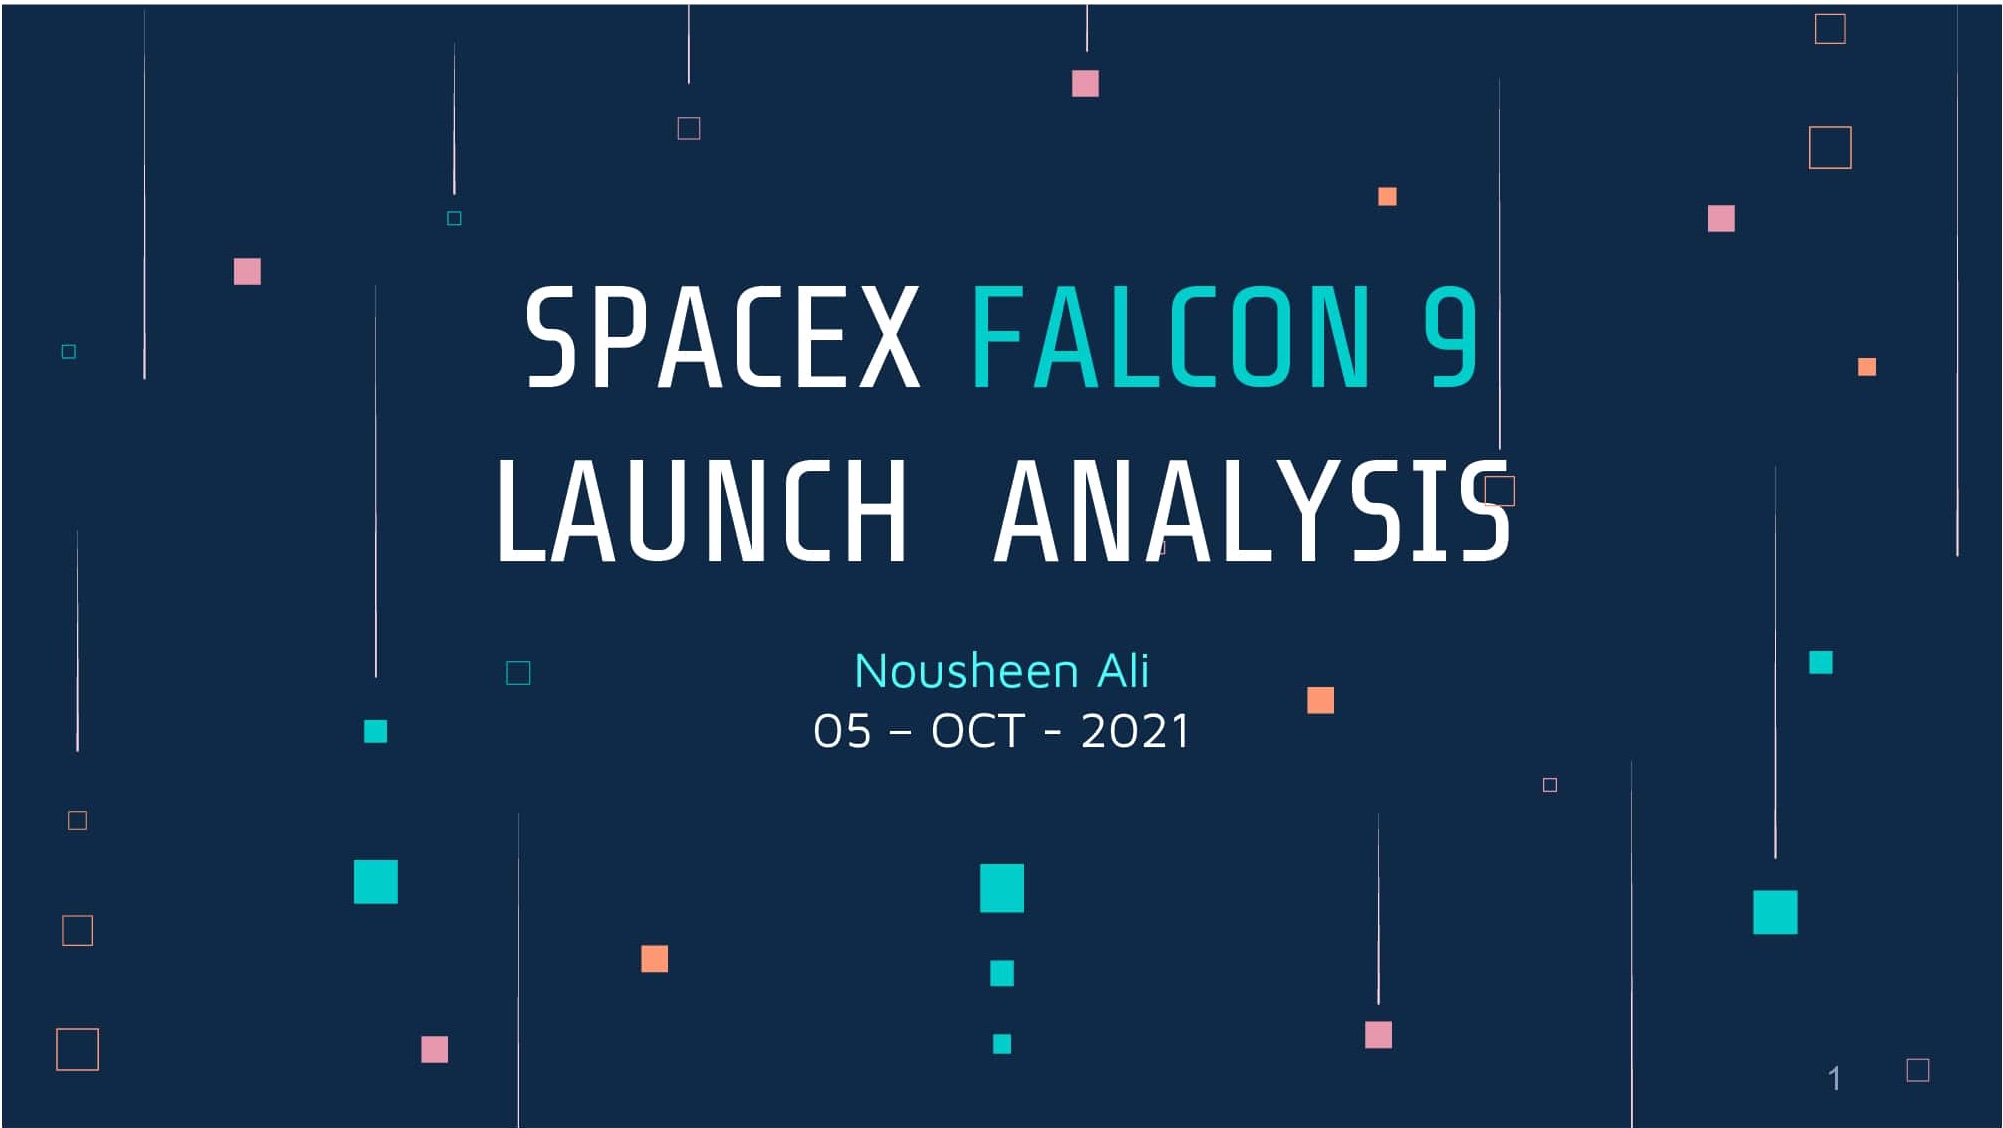 SPACEX FALCON 9
LAUNCH ANALYSIS
Nousheen Ali
05 – OCT - 2021
1